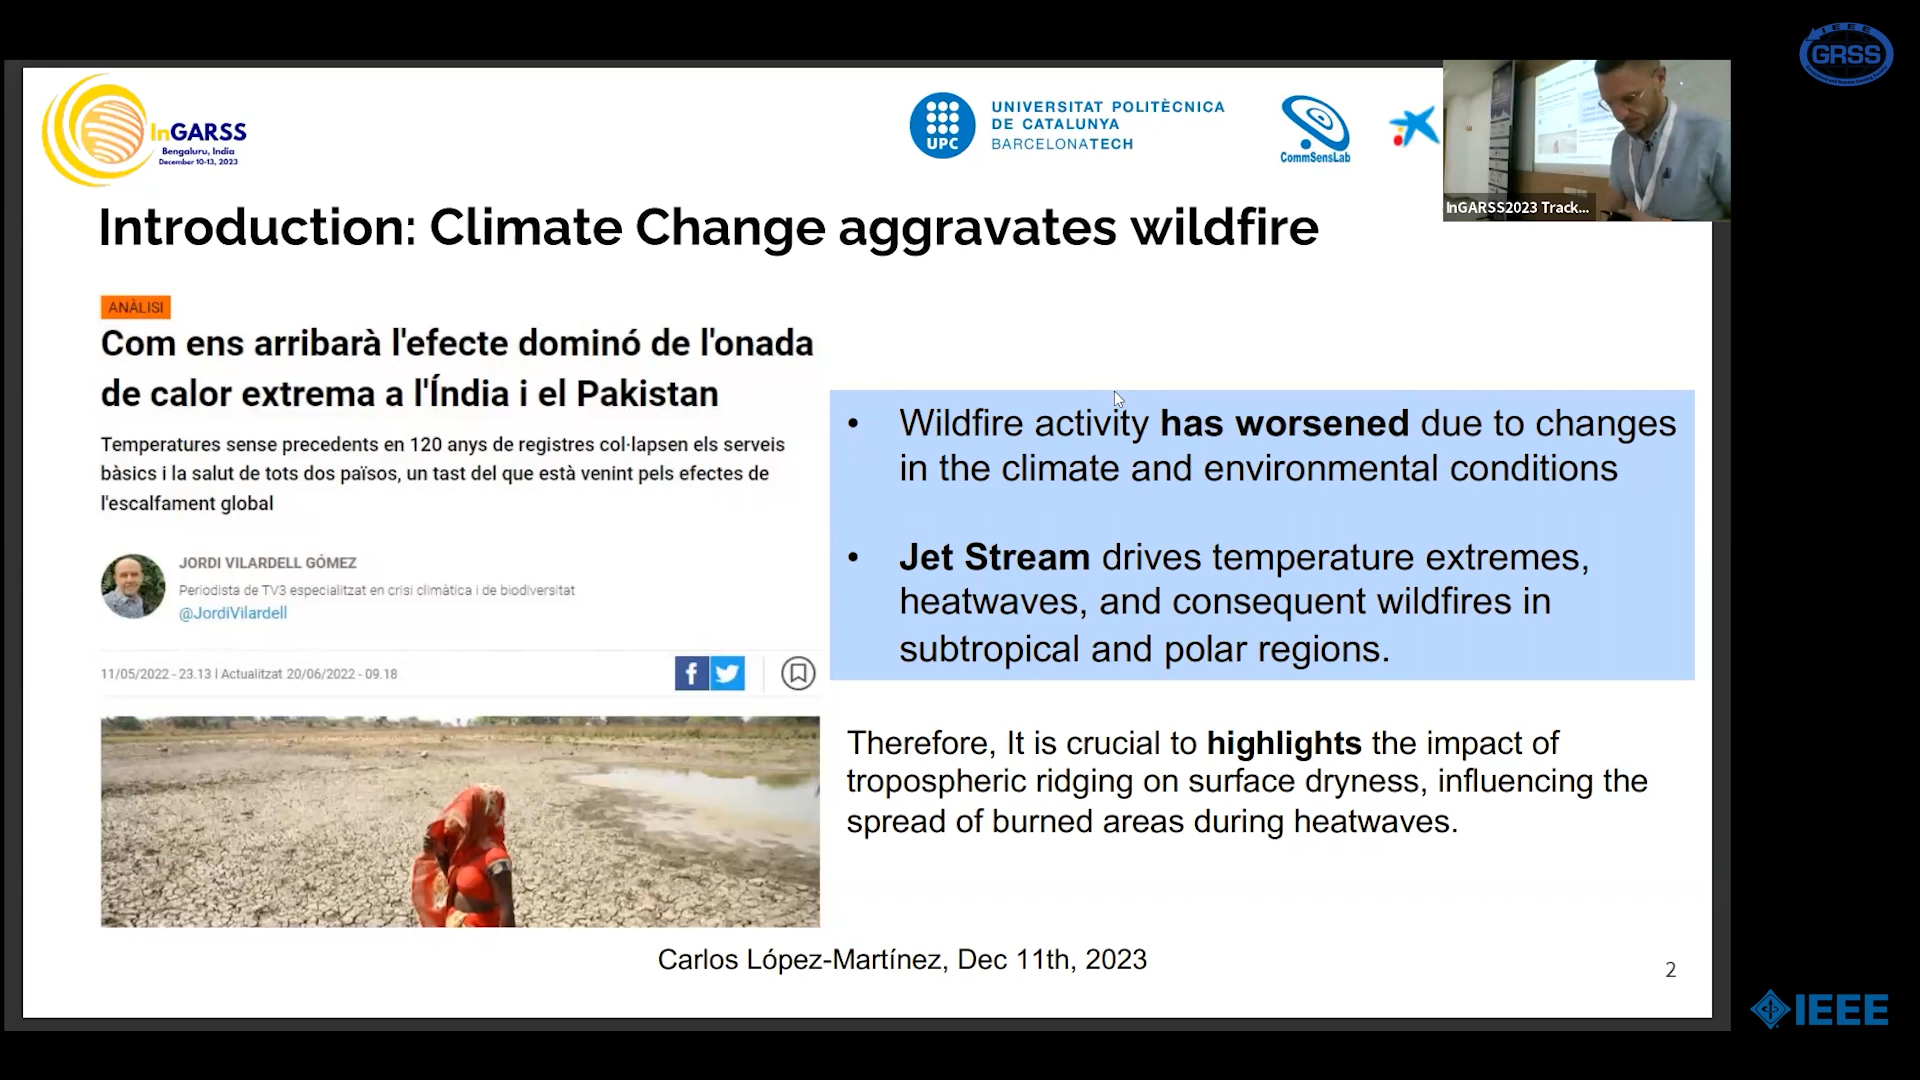 IEEE
GRSS
InGARSS
Bengaluru, India
December 10-13, 2023
UPC
UNIVERSITAT POLITÈCNICA
DE CATALUNYA
BARCELONATECH
CommSensLab
InGARSS2023 Track...
Introduction: Climate Change aggravates wildfire
ANÀLISI
Com ens arribarà l'efecte dominó de l'onada
de calor extrema a l'Índia i el Pakistan
Temperatures sense precedents en 120 anys de registres col·lapsen els serveis
bàsics i la salut de tots dos països, un tast del que està venint pels efectes de
l'escalfament global
JORDI VILARDELL GÓMEZ
Periodista de TV3 especialitzat en crisi climàtica i de biodiversitat
@JordiVilardell
11/05/2022 - 23.13 | Actualitzat 20/06/2022 - 09.18
• Wildfire activity has worsened due to changes
in the climate and environmental conditions
• Jet Stream drives temperature extremes,
heatwaves, and consequent wildfires in
subtropical and polar regions.
Therefore, It is crucial to highlights the impact of
tropospheric ridging on surface dryness, influencing the
spread of burned areas during heatwaves.
Carlos López-Martínez, Dec 11th, 2023
2
IEEE